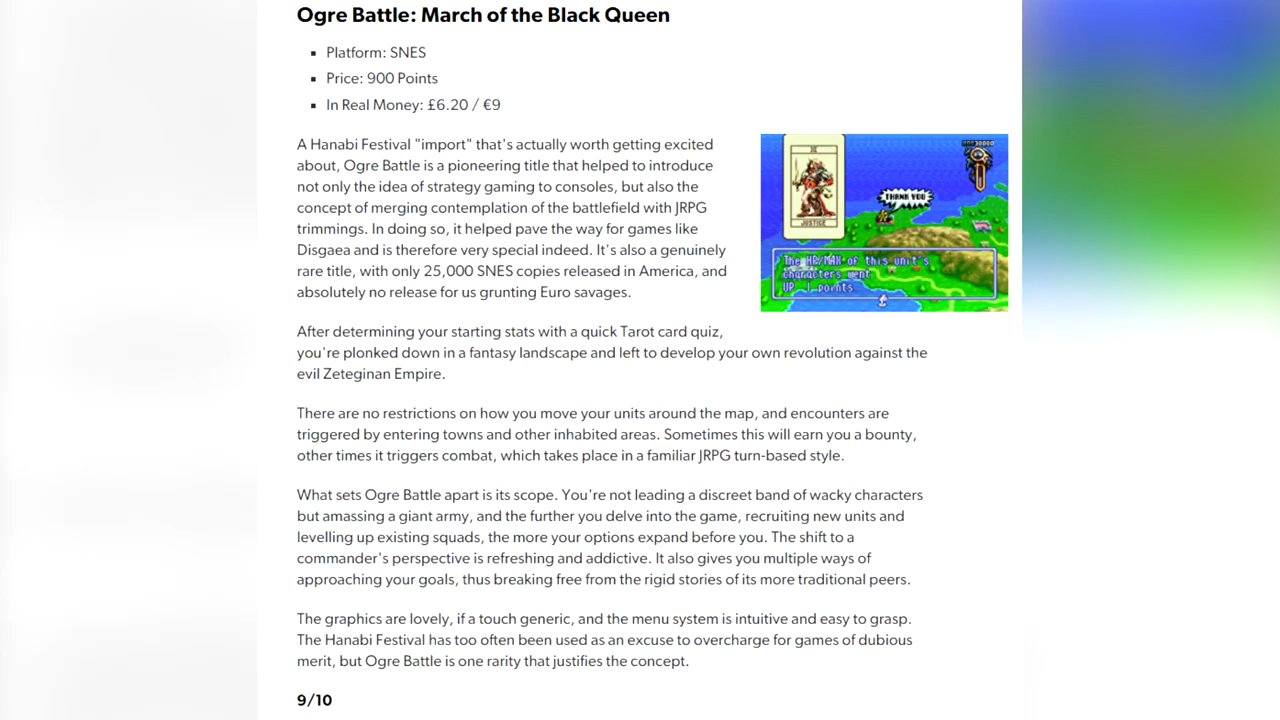 Ogre Battle: March of the Black Queen
Platform: SNES
Price: 900 Points
In Real Money: £6.20 / €9
A Hanabi Festival "import" that's actually worth getting excited
about, Ogre Battle is a pioneering title that helped to introduce
not only the idea of strategy gaming to consoles, but also the
concept of merging contemplation of the battlefield with JRPG
trimmings. In doing so, it helped pave the way for games like
Disgaea and is therefore very special indeed. It's also a genuinely
rare title, with only 25,000 SNES copies released in America, and
absolutely no release for us grunting Euro savages.
JUSTICE
THANK YOU
The HP/MAX of this unit's
characters went
UP 1 points.
After determining your starting stats with a quick Tarot card quiz,
you're plonked down in a fantasy landscape and left to develop your own revolution against the
evil Zeteginan Empire.
There are no restrictions on how you move your units around the map, and encounters are
triggered by entering towns and other inhabited areas. Sometimes this will earn you a bounty,
other times it triggers combat, which takes place in a familiar JRPG turn-based style.
What sets Ogre Battle apart is its scope. You're not leading a discreet band of wacky characters
but amassing a giant army, and the further you delve into the game, recruiting new units and
levelling up existing squads, the more your options expand before you. The shift to a
commander's perspective is refreshing and addictive. It also gives you multiple ways of
approaching your goals, thus breaking free from the rigid stories of its more traditional peers.
The graphics are lovely, if a touch generic, and the menu system is intuitive and easy to grasp.
The Hanabi Festival has too often been used as an excuse to overcharge for games of dubious
merit, but Ogre Battle is one rarity that justifies the concept.
9/10